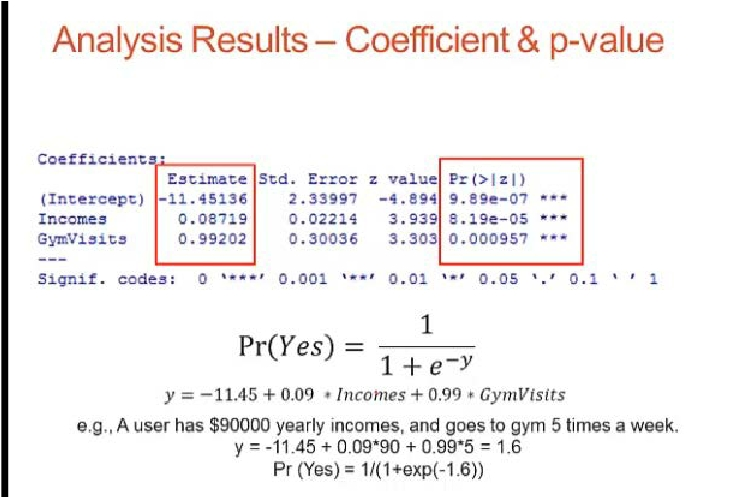 Analysis Results – Coefficient & p-value
Coefficients:
Estimate Std. Error z value Pr(>|z|)
(Intercept) -11.45136 2.33997 -4.894 9.89e-07 ***
Incomes 0.08719 0.02214 3.939 8.19e-05 ***
GymVisits 0.99202 0.30036 3.303 0.000957 ***
---
Signif. codes: 0 '***' 0.001 '**' 0.01 '*' 0.05 '.' 0.1 ' ' 1
Pr(Yes) = 1 / (1 + e^-y)
y = -11.45 + 0.09 * Incomes + 0.99 * GymVisits
e.g., A user has $90000 yearly incomes, and goes to gym 5 times a week.
y = -11.45 + 0.09*90 + 0.99*5 = 1.6
Pr (Yes) = 1/(1+exp(-1.6))